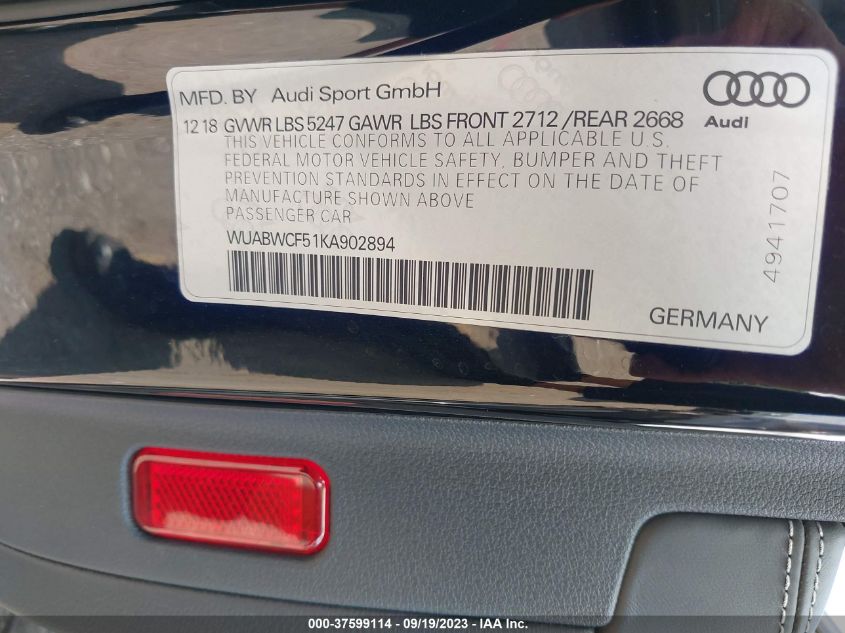 MFD. BY Audi Sport GmbH
12 18 GVWR LBS 5247 GAWR LBS FRONT 2712 /REAR 2668
Audi
THIS VEHICLE CONFORMS TO ALL APPLICABLE U.S.
FEDERAL MOTOR VEHICLE SAFETY, BUMPER AND THEFT
PREVENTION STANDARDS IN EFFECT ON THE DATE OF
MANUFACTURE SHOWN ABOVE
PASSENGER CAR
WUABWCF51KA902894
4941707
GERMANY
000-37599114 - 09/19/2023 - IAAI.COM